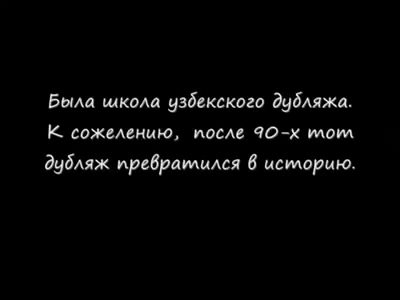 Была школа узбекского дубляжа.
К сожелению, после 90-х тот
дубляж превратился в историю.